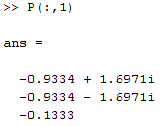 >> P(:,1)
ans =
-0.9334 + 1.6971i
-0.9334 - 1.6971i
-0.1333